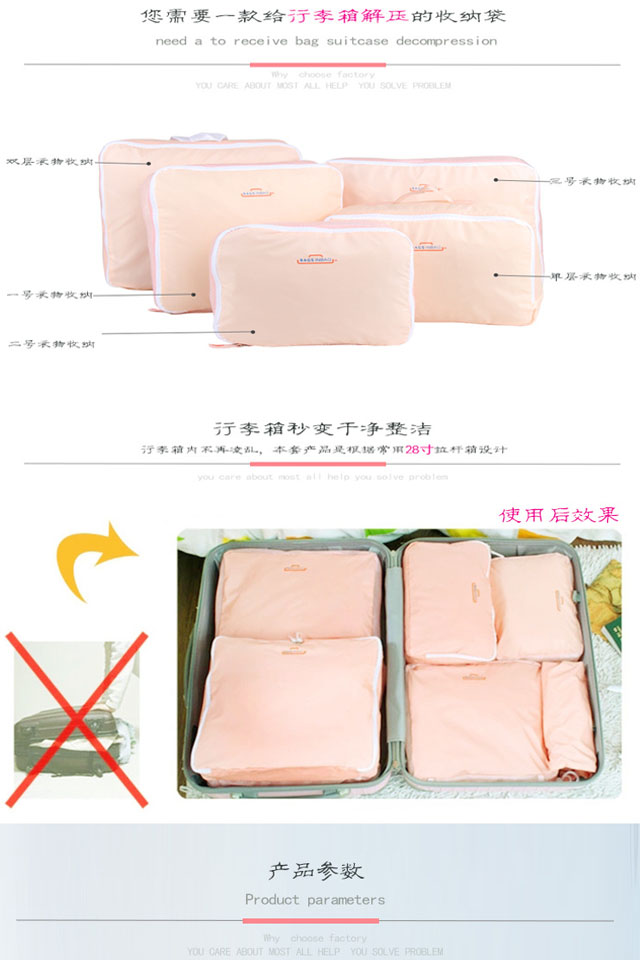 您需要一款给行李箱解压的收纳袋
need a to receive bag suitcase decompression
Why choose factory
YOU CARE ABOUT MOST ALL HELP YOU SOLVE PROBLEM
双层衣物收纳
三号衣物收纳
单层衣物收纳
一号衣物收纳
二号衣物收纳
行李箱秒变干净整洁
行李箱内不再凌乱，本套产品是根据常用28寸拉杆箱设计
you care about most all help you solve problem
使用后效果
产品参数
Product parameters
Why choose factory
YOU CARE ABOUT MOST ALL HELP YOU SOLVE PROBLEM